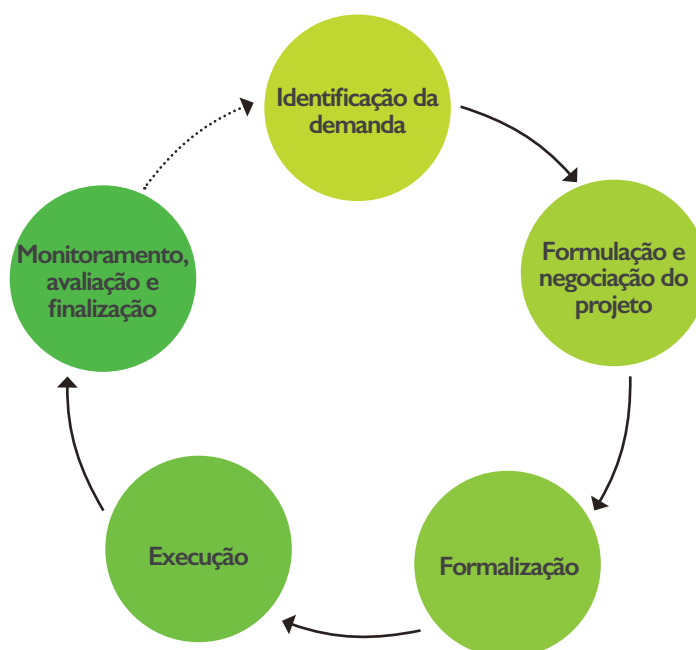 Identificação da
demanda
Formulação e
negociação do
projeto
Formalização
Execução
Monitoramento,
avaliação e
finalização